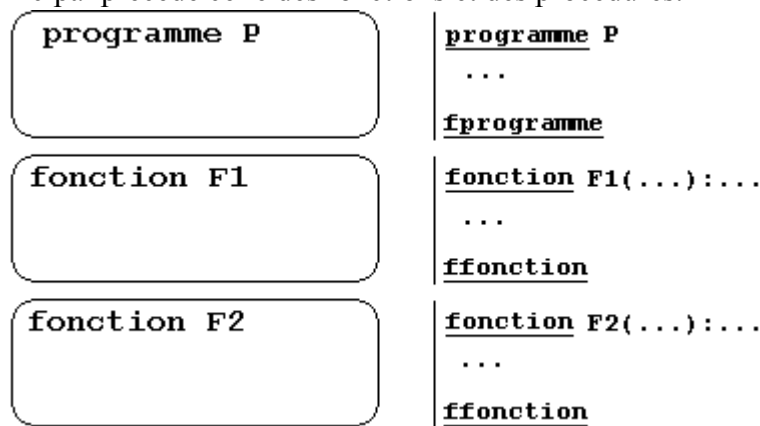 programme P
programme P
...
fprogramme
fonction F1
fonction F1(...):...
...
ffonction
fonction F2
fonction F2(...):...
...
ffonction